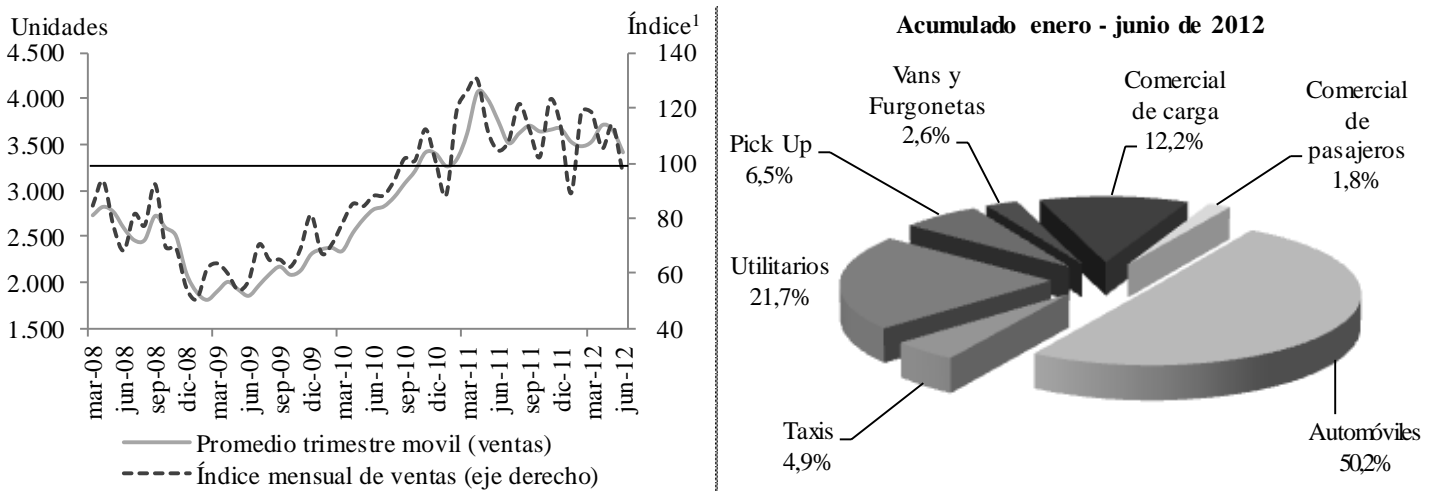 Unidades
Índice¹
4.500
4.000
3.500
3.000
2.500
2.000
1.500
140
120
100
80
60
40
mar-08
jun-08
sep-08
dic-08
mar-09
jun-09
sep-09
dic-09
mar-10
jun-10
sep-10
dic-10
mar-11
jun-11
sep-11
dic-11
mar-12
jun-12
Promedio trimestre movil (ventas)
Índice mensual de ventas (eje derecho)
Acumulado enero - junio de 2012
Vans y
Furgonetas
2,6%
Comercial
de carga
12,2%
Comercial
de
pasajeros
1,8%
Pick Up
6,5%
Utilitarios
21,7%
Taxis
4,9%
Automóviles
50,2%